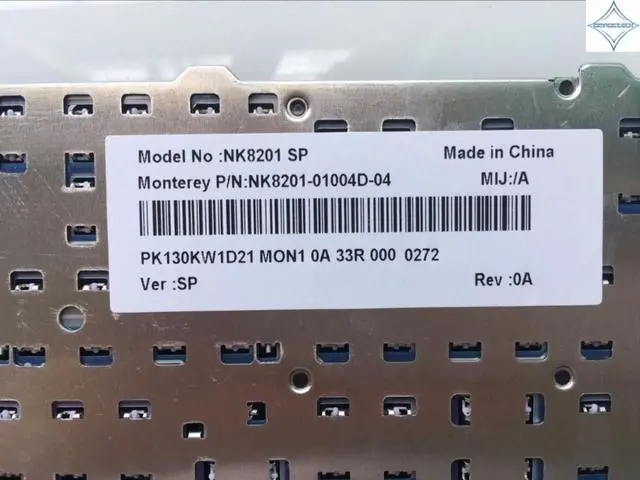 Model No :NK8201 SP
Made in China
Monterey P/N:NK8201-01004D-04
MIJ:/A
PK130KW1D21 MON1 0A 33R 000 0272
Ver :SP
Rev :0A